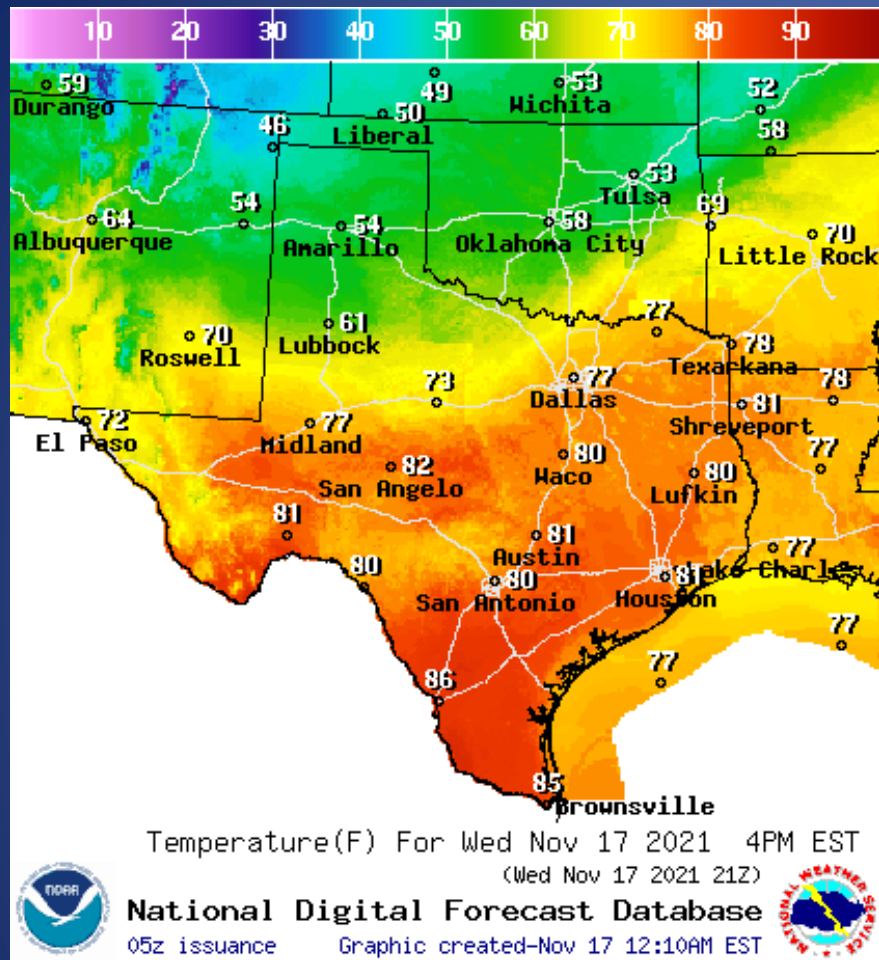 10 20 30 40 50 60 70 80 90
59 49 53 52
Durango Wichita
50
Liberal
46 58
53
Tulsa
64 54 54 58 69 70
Albuquerque Amarillo Oklahoma City Little Rock
70 61 77 78
Roswell Lubbock Texarkana
73 77 78
Dallas
72 77 81
El Paso Midland Shreveport
82 80 80 77
San Angelo Waco Lufkin
81 81 77
Austin Lake Charles
80 80 81
San Antonio Houston
77
77
86
85
Brownsville
Temperature(F) For Wed Nov 17 2021 4PM EST
(Wed Nov 17 2021 21Z)
NOAA
NATIONAL WEATHER SERVICE
National Digital Forecast Database
05z issuance Graphic created-Nov 17 12:10AM EST